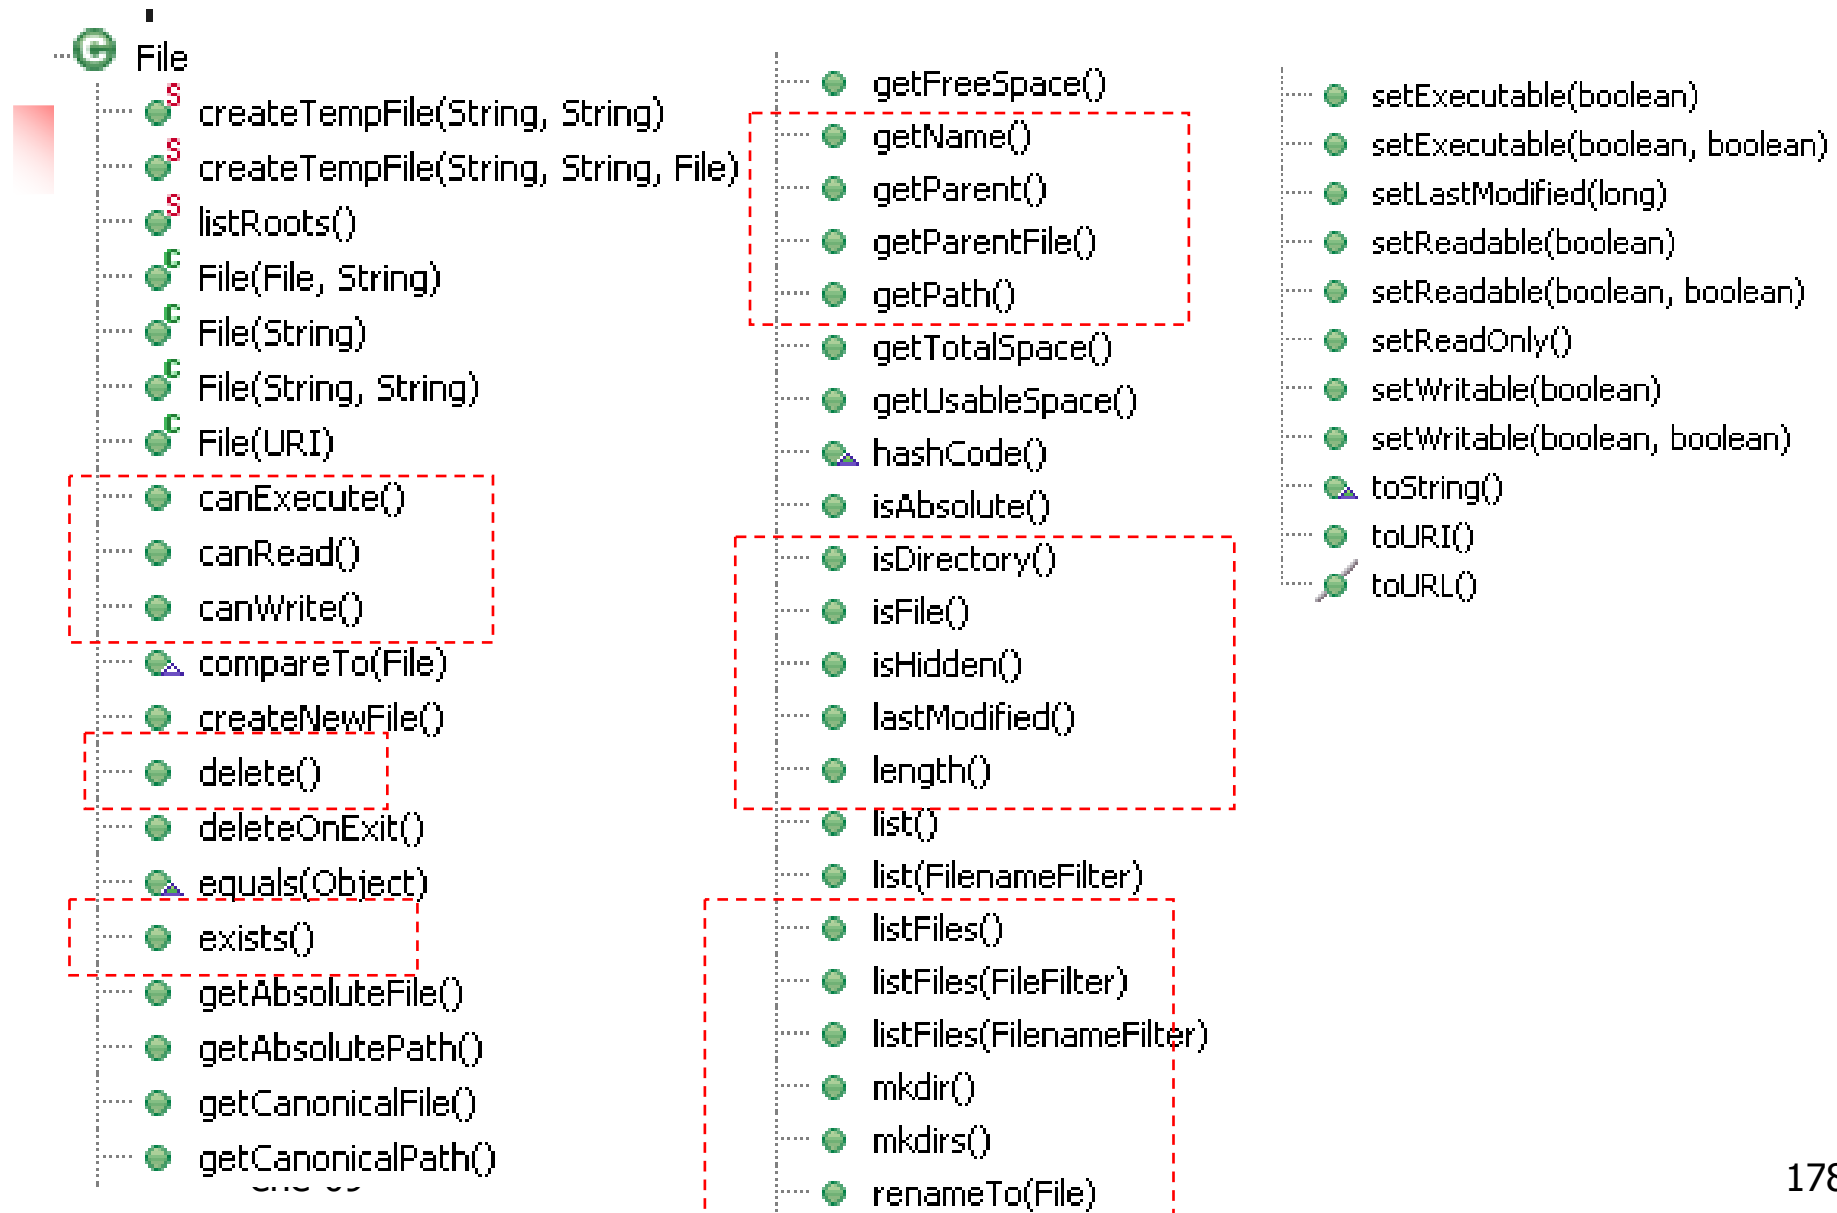 File
createTempFile(String, String)
createTempFile(String, String, File)
listRoots()
File(File, String)
File(String)
File(String, String)
File(URI)
canExecute()
canRead()
canWrite()
compareTo(File)
createNewFile()
delete()
deleteOnExit()
equals(Object)
exists()
getAbsoluteFile()
getAbsolutePath()
getCanonicalFile()
getCanonicalPath()
getFreeSpace()
getName()
getParent()
getParentFile()
getPath()
getTotalSpace()
getUsableSpace()
hashCode()
isAbsolute()
isDirectory()
isFile()
isHidden()
lastModified()
length()
list()
list(FilenameFilter)
listFiles()
listFiles(FileFilter)
listFiles(FilenameFilter)
mkdir()
mkdirs()
renameTo(File)
setExecutable(boolean)
setExecutable(boolean, boolean)
setLastModified(long)
setReadable(boolean)
setReadable(boolean, boolean)
setReadOnly()
setWritable(boolean)
setWritable(boolean, boolean)
toString()
toURI()
toURL()
178